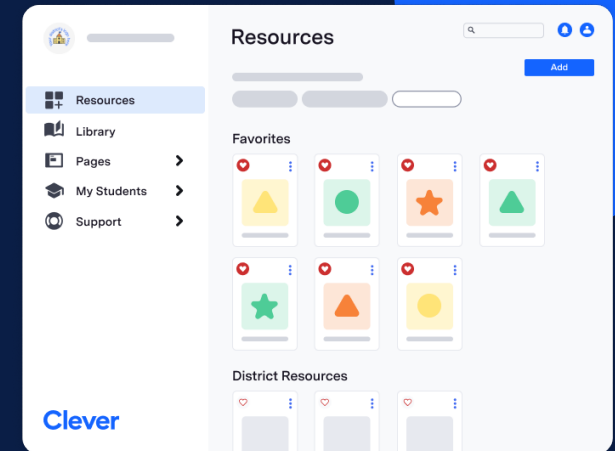 Resources
Add
Resources
Library
Pages
My Students
Support
Favorites
District Resources
Clever